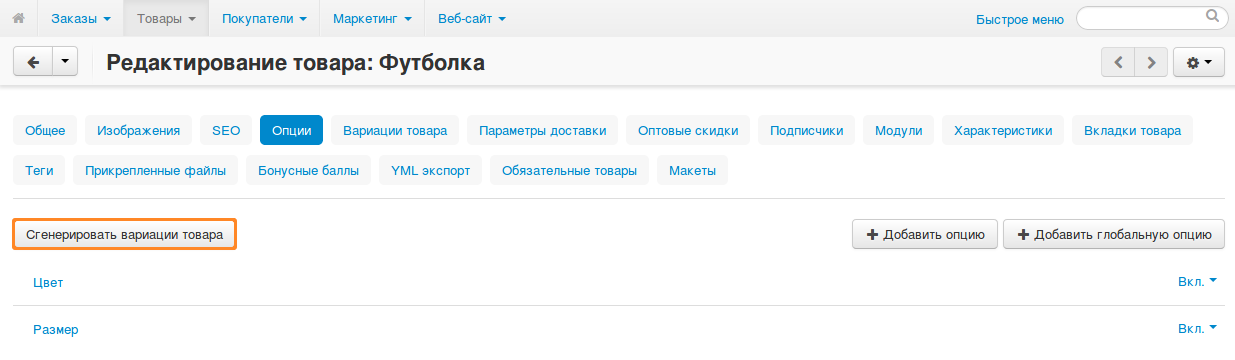 Заказы Товары Покупатели Маркетинг Веб-сайт Быстрое меню
Редактирование товара: Футболка
Общее Изображения SEO Опции Вариации товара Параметры доставки Оптовые скидки Подписчики Модули Характеристики Вкладки товара
Теги Прикрепленные файлы Бонусные баллы YML экспорт Обязательные товары Макеты
Сгенерировать вариации товара + Добавить опцию + Добавить глобальную опцию
Цвет Вкл.
Размер Вкл.